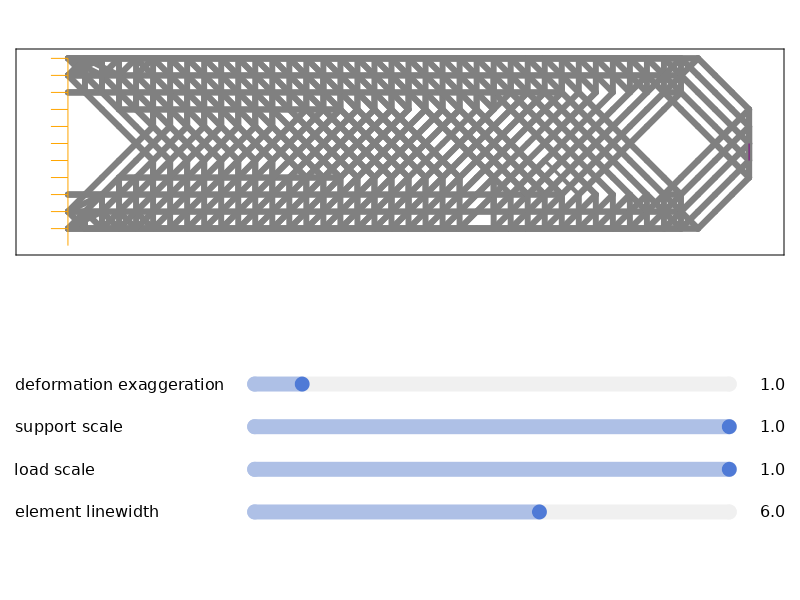 deformation exaggeration 1.0
support scale 1.0
load scale 1.0
element linewidth 6.0